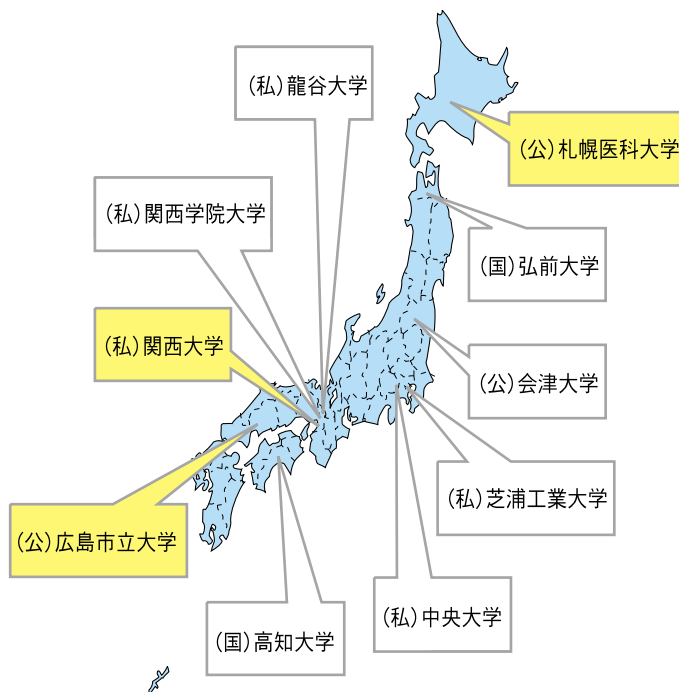 (私)龍谷大学
(公)札幌医科大学
(私)関西学院大学
(国)弘前大学
(私)関西大学
(公)会津大学
(私)芝浦工業大学
(公)広島市立大学
(私)中央大学
(国)高知大学